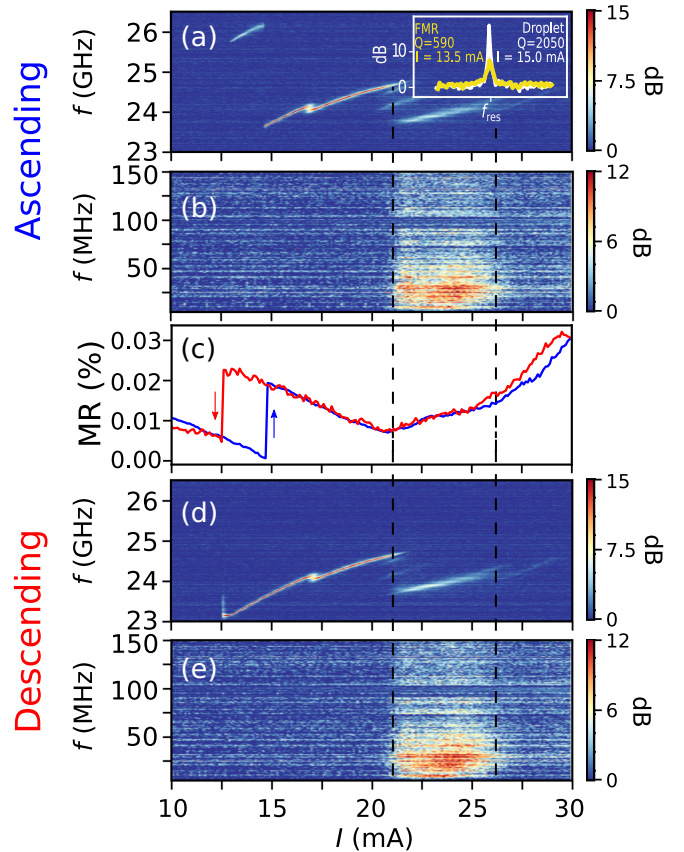 Ascending
(a)
f (GHz)
26
25
24
23
FMR
Q=590
I = 13.5 mA
Droplet
Q=2050
I = 15.0 mA
dB
10
0
f_res
15
7.5
0
dB
(b)
f (MHz)
150
100
50
12
6
0
dB
(c)
MR (%)
0.03
0.02
0.01
0.00
Descending
(d)
f (GHz)
26
25
24
23
15
7.5
0
dB
(e)
f (MHz)
150
100
50
12
6
0
dB
10
15
20
25
30
I (mA)